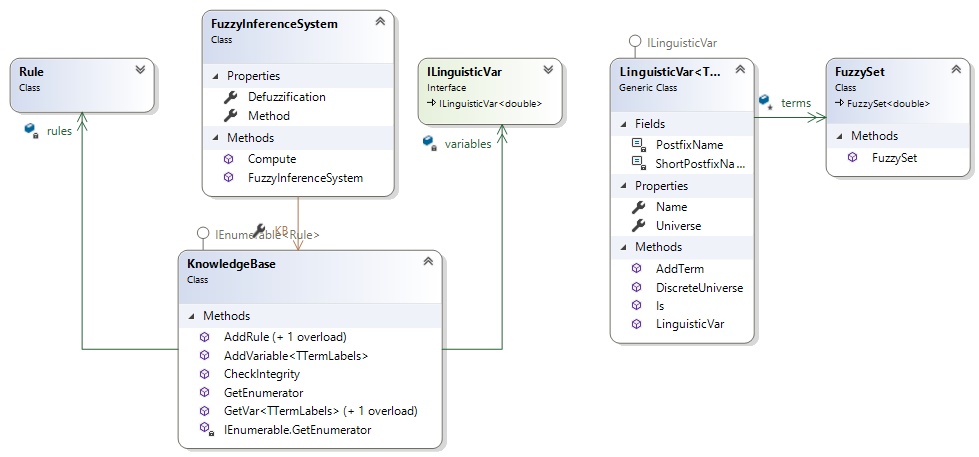 Rule
Class
rules
FuzzyInferenceSystem
Class
Properties
Defuzzification
Method
Methods
Compute
FuzzyInferenceSystem
ILinguisticVar
Interface
ILinguisticVar<double>
variables
KB
IEnumerable<Rule>
KnowledgeBase
Class
Methods
AddRule (+ 1 overload)
AddVariable<TTermLabels>
CheckIntegrity
GetEnumerator
GetVar<TTermLabels> (+ 1 overload)
IEnumerable.GetEnumerator
ILinguisticVar
LinguisticVar<T...
Generic Class
Fields
PostfixName
ShortPostfixNa...
Properties
Name
Universe
Methods
AddTerm
DiscreteUniverse
Is
LinguisticVar
terms
FuzzySet
Class
FuzzySet<double>
Methods
FuzzySet